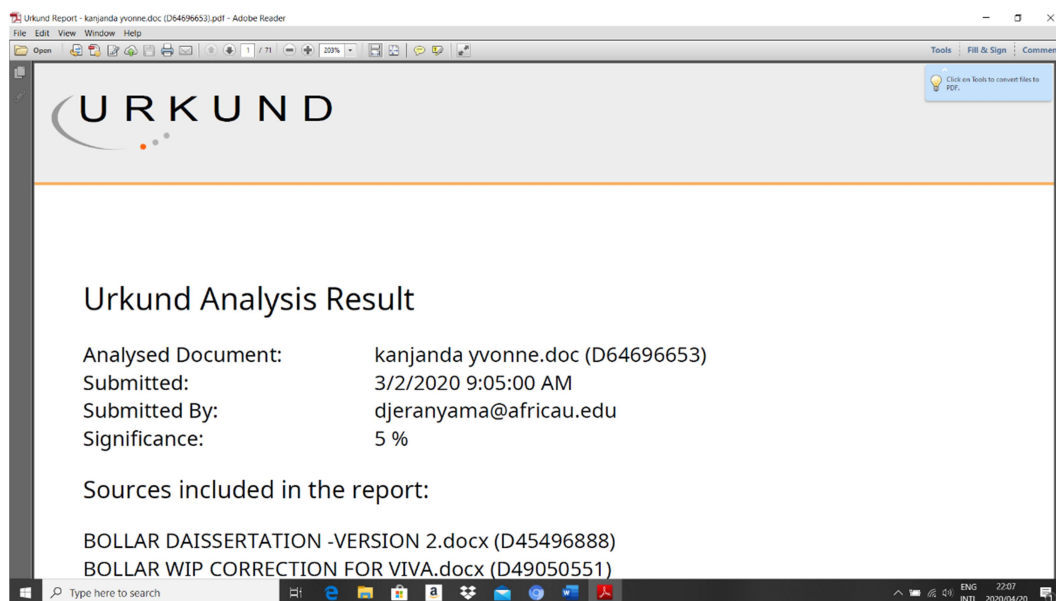 Urkund Report - kanjanda yvonne.doc (D64696653).pdf - Adobe Reader
File Edit View Window Help
Open 1 / 71 203% Tools Fill & Sign Commen
Click on Tools to convert files to
PDF.
URKUND
Urkund Analysis Result
Analysed Document: kanjanda yvonne.doc (D64696653)
Submitted: 3/2/2020 9:05:00 AM
Submitted By: djeranyama@africau.edu
Significance: 5 %
Sources included in the report:
BOLLAR DAISSERTATION -VERSION 2.docx (D45496888)
BOLLAR WIP CORRECTION FOR VIVA.docx (D49050551)
Type here to search ENG 22:07
INTL 2020/04/20